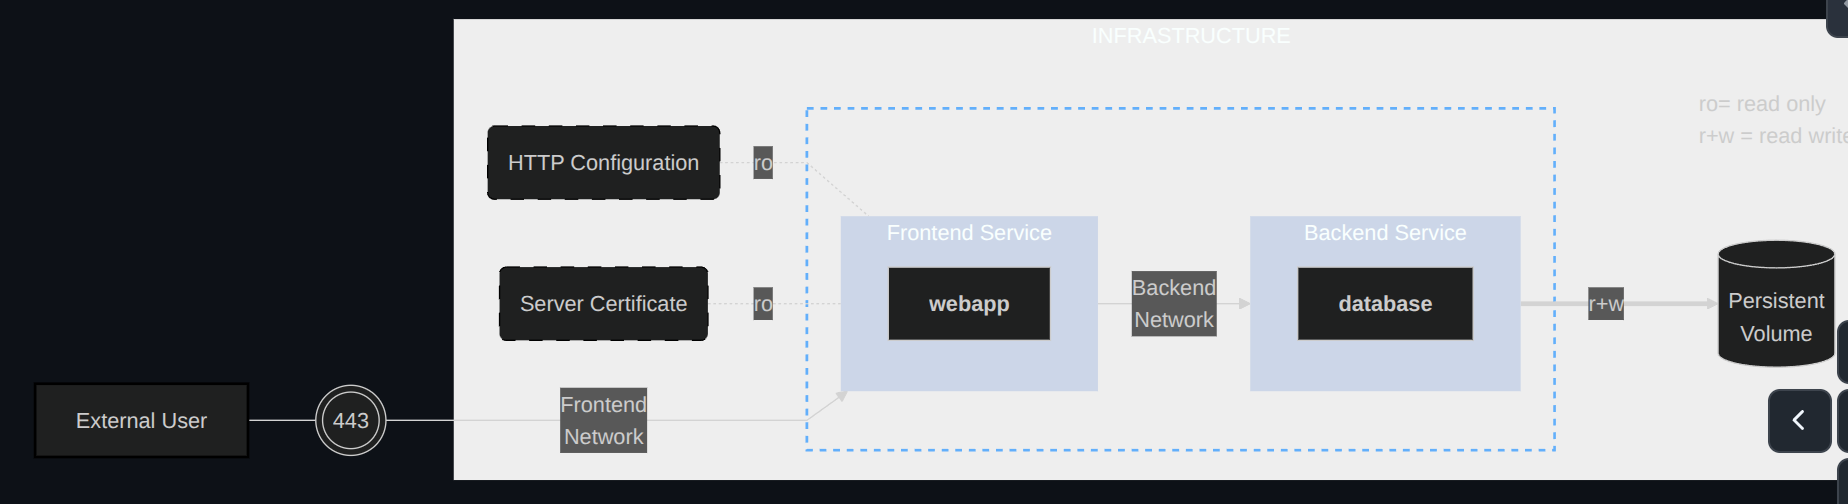 INFRASTRUCTURE
ro= read only
r+w = read write
HTTP Configuration
ro
Frontend Service
Backend Service
Server Certificate
ro
webapp
Backend
Network
database
r+w
Persistent
Volume
External User
443
Frontend
Network